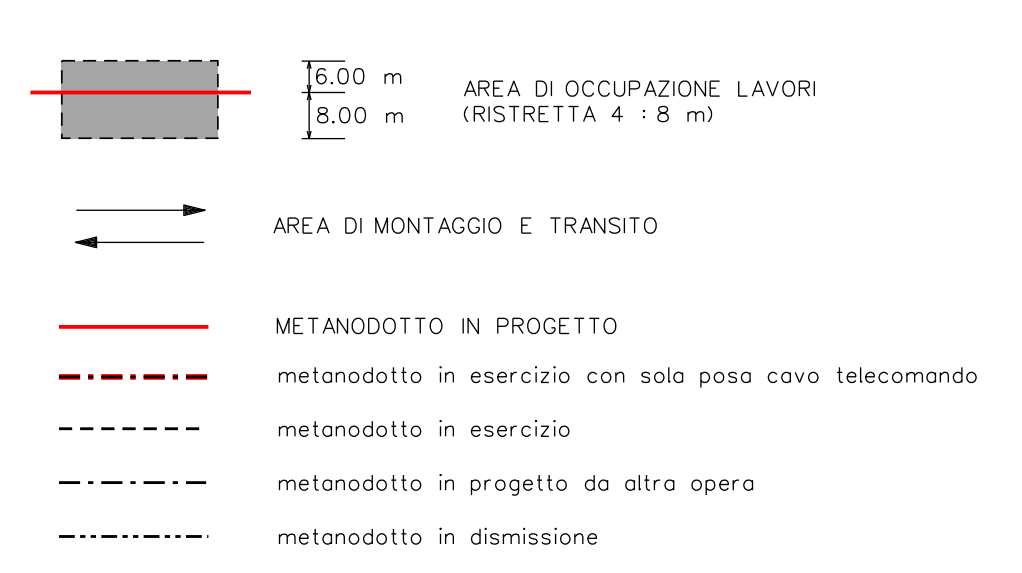 6.00 m
8.00 m
AREA DI OCCUPAZIONE LAVORI
(RISTRETTA 4 : 8 m)
AREA DI MONTAGGIO E TRANSITO
METANODOTTO IN PROGETTO
metanodotto in esercizio con sola posa cavo telecomando
metanodotto in esercizio
metanodotto in progetto da altra opera
metanodotto in dismissione